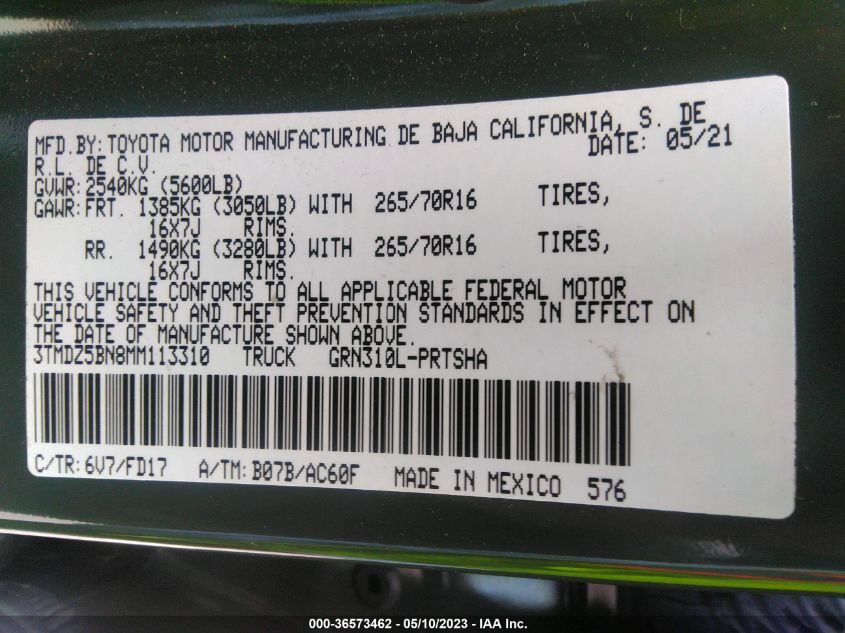 MFD.BY: TOYOTA MOTOR MANUFACTURING DE BAJA CALIFORNIA, S. DE
R.L. DE C.V. DATE: 05/21
GVWR: 2540KG (5600LB)
GAWR: FRT. 1385KG (3050LB) WITH 265/70R16 TIRES,
16X7J RIMS.
RR. 1490KG (3280LB) WITH 265/70R16 TIRES,
16X7J RIMS.
THIS VEHICLE CONFORMS TO ALL APPLICABLE FEDERAL MOTOR
VEHICLE SAFETY AND THEFT PREVENTION STANDARDS IN EFFECT ON
THE DATE OF MANUFACTURE SHOWN ABOVE.
3TMDZ5BN8MM113310 TRUCK GRN310L-PRTSHA
C/TR: 6V7/FD17 A/TM: B07B/AC60F MADE IN MEXICO 576
000-36573462 - 05/10/2023 - IAA Inc.